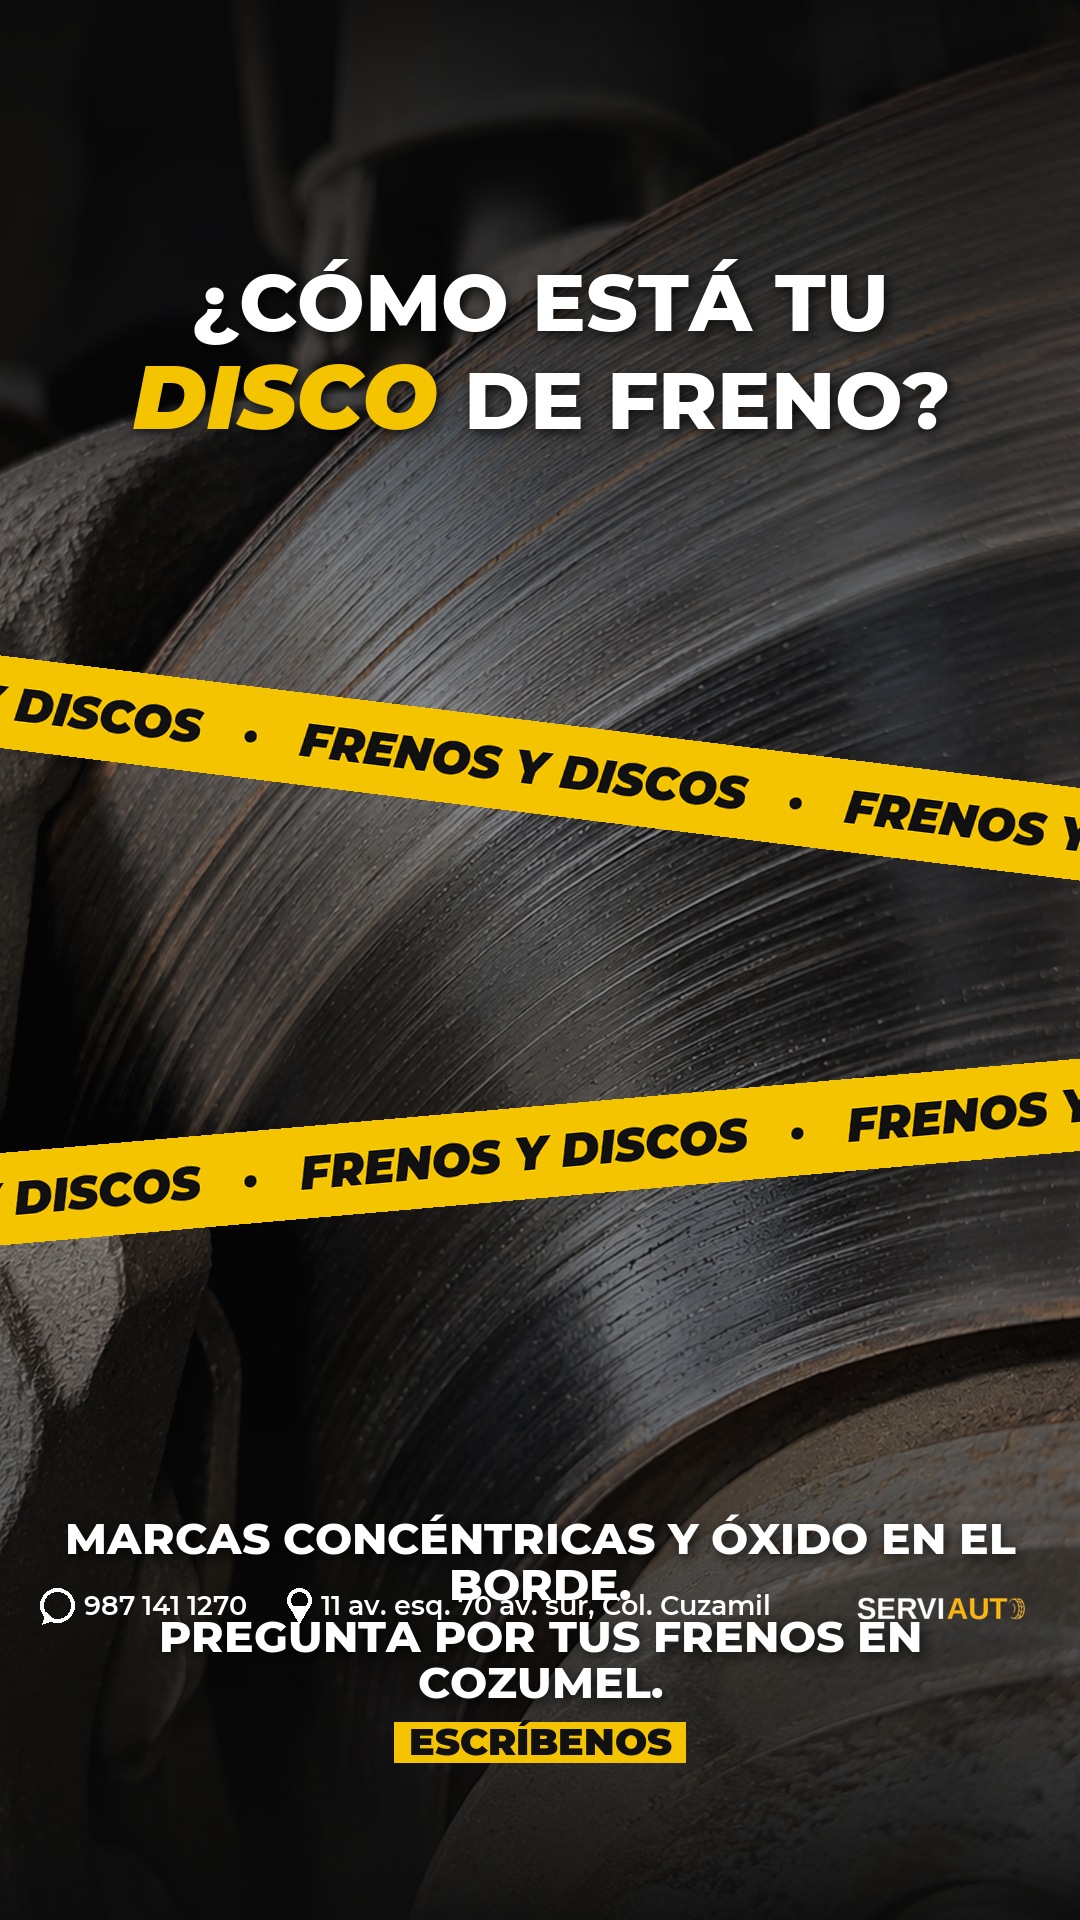 ¿CÓMO ESTÁ TU
DISCO DE FRENO?
Y DISCOS • FRENOS Y DISCOS • FRENOS Y
Y DISCOS • FRENOS Y DISCOS • FRENOS Y
MARCAS CONCÉNTRICAS Y ÓXIDO EN EL
BORDE.
987 141 1270 11 av. esq. 70 av. sur, Col. Cuzamil SERVIAUTO
PREGUNTA POR TUS FRENOS EN
COZUMEL.
ESCRÍBENOS